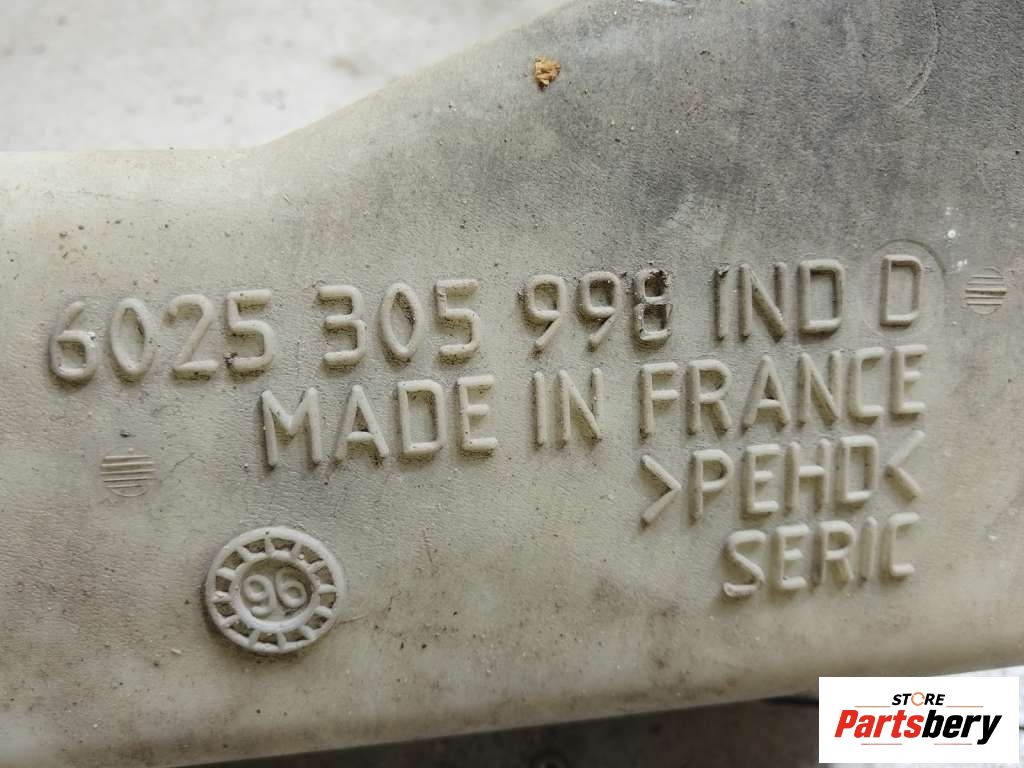 6025 305 998 IND D
MADE IN FRANCE
>PEHD<
SERIC
96
STORE
Partsbery